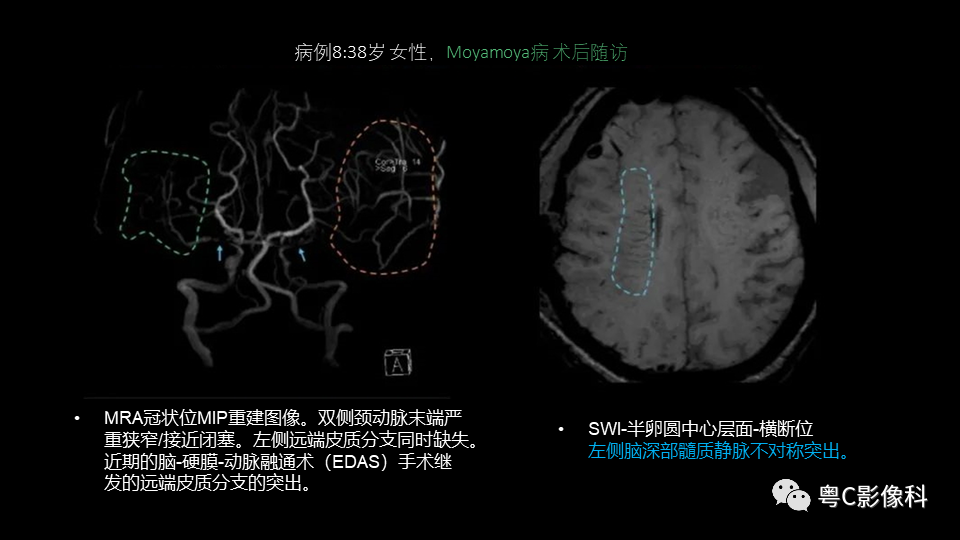 病例8:38岁 女性，Moyamoya病 术后随访
Cor>Tra 14
>Sag 6
A
• MRA冠状位MIP重建图像。双侧颈动脉末端严
重狭窄/接近闭塞。左侧远端皮质分支同时缺失。
近期的脑-硬膜-动脉融通术（EDAS）手术继
发的远端皮质分支的突出。
• SWI-半卵圆中心层面-横断位
左侧脑深部髓质静脉不对称突出。
粤C影像科